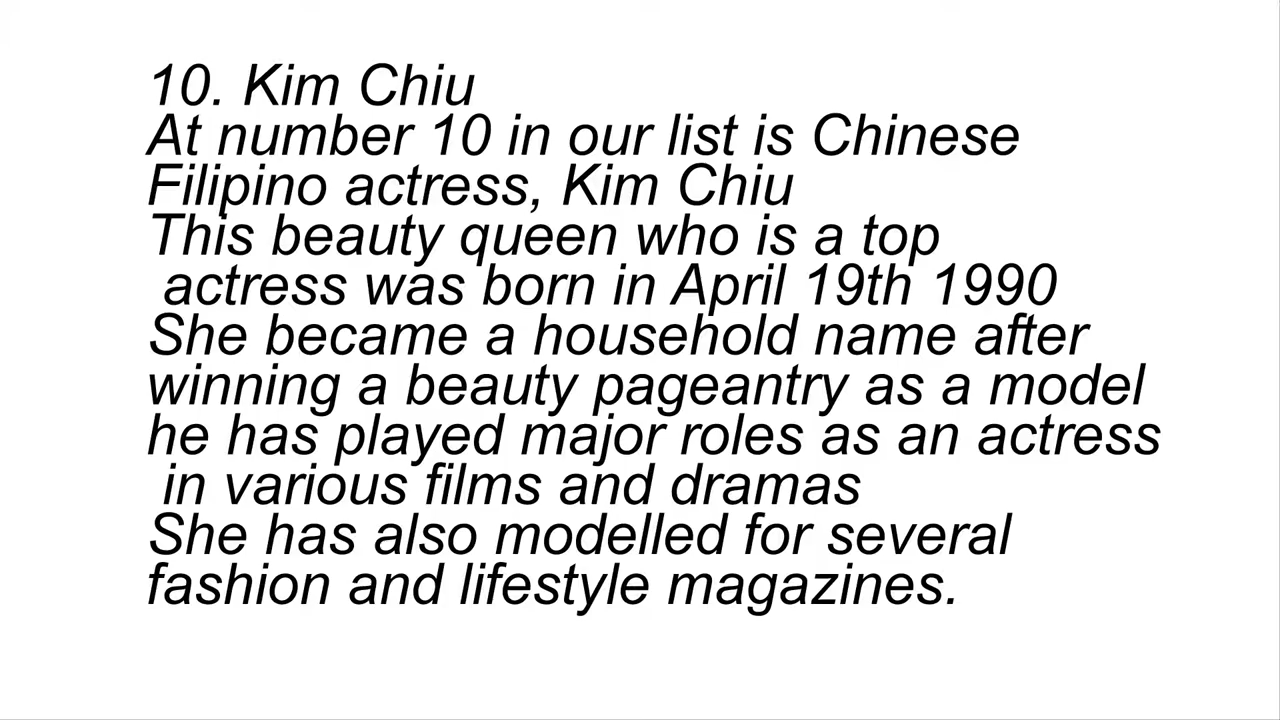 10. Kim Chiu
At number 10 in our list is Chinese
Filipino actress, Kim Chiu
This beauty queen who is a top
actress was born in April 19th 1990
She became a household name after
winning a beauty pageantry as a model
he has played major roles as an actress
in various films and dramas
She has also modelled for several
fashion and lifestyle magazines.